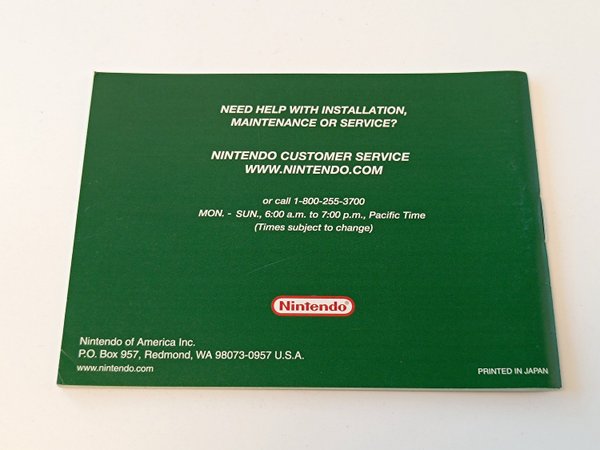 NEED HELP WITH INSTALLATION,
MAINTENANCE OR SERVICE?
NINTENDO CUSTOMER SERVICE
WWW.NINTENDO.COM
or call 1-800-255-3700
MON. - SUN., 6:00 a.m. to 7:00 p.m., Pacific Time
(Times subject to change)
Nintendo®
Nintendo of America Inc.
P.O. Box 957, Redmond, WA 98073-0957 U.S.A.
www.nintendo.com
PRINTED IN JAPAN